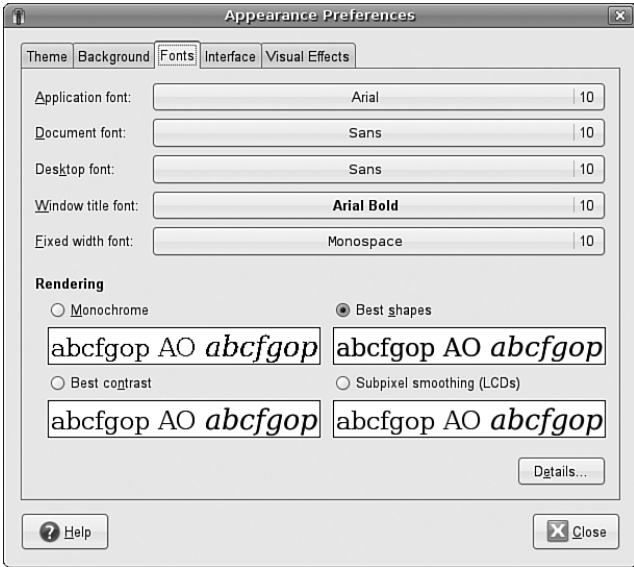 Appearance Preferences
Theme Background Fonts Interface Visual Effects
Application font: Arial 10
Document font: Sans 10
Desktop font: Sans 10
Window title font: Arial Bold 10
Fixed width font: Monospace 10
Rendering
Monochrome Best shapes
abcfgop AO abcfgop abcfgop AO abcfgop
Best contrast Subpixel smoothing (LCDs)
abcfgop AO abcfgop abcfgop AO abcfgop
Details...
Help Close